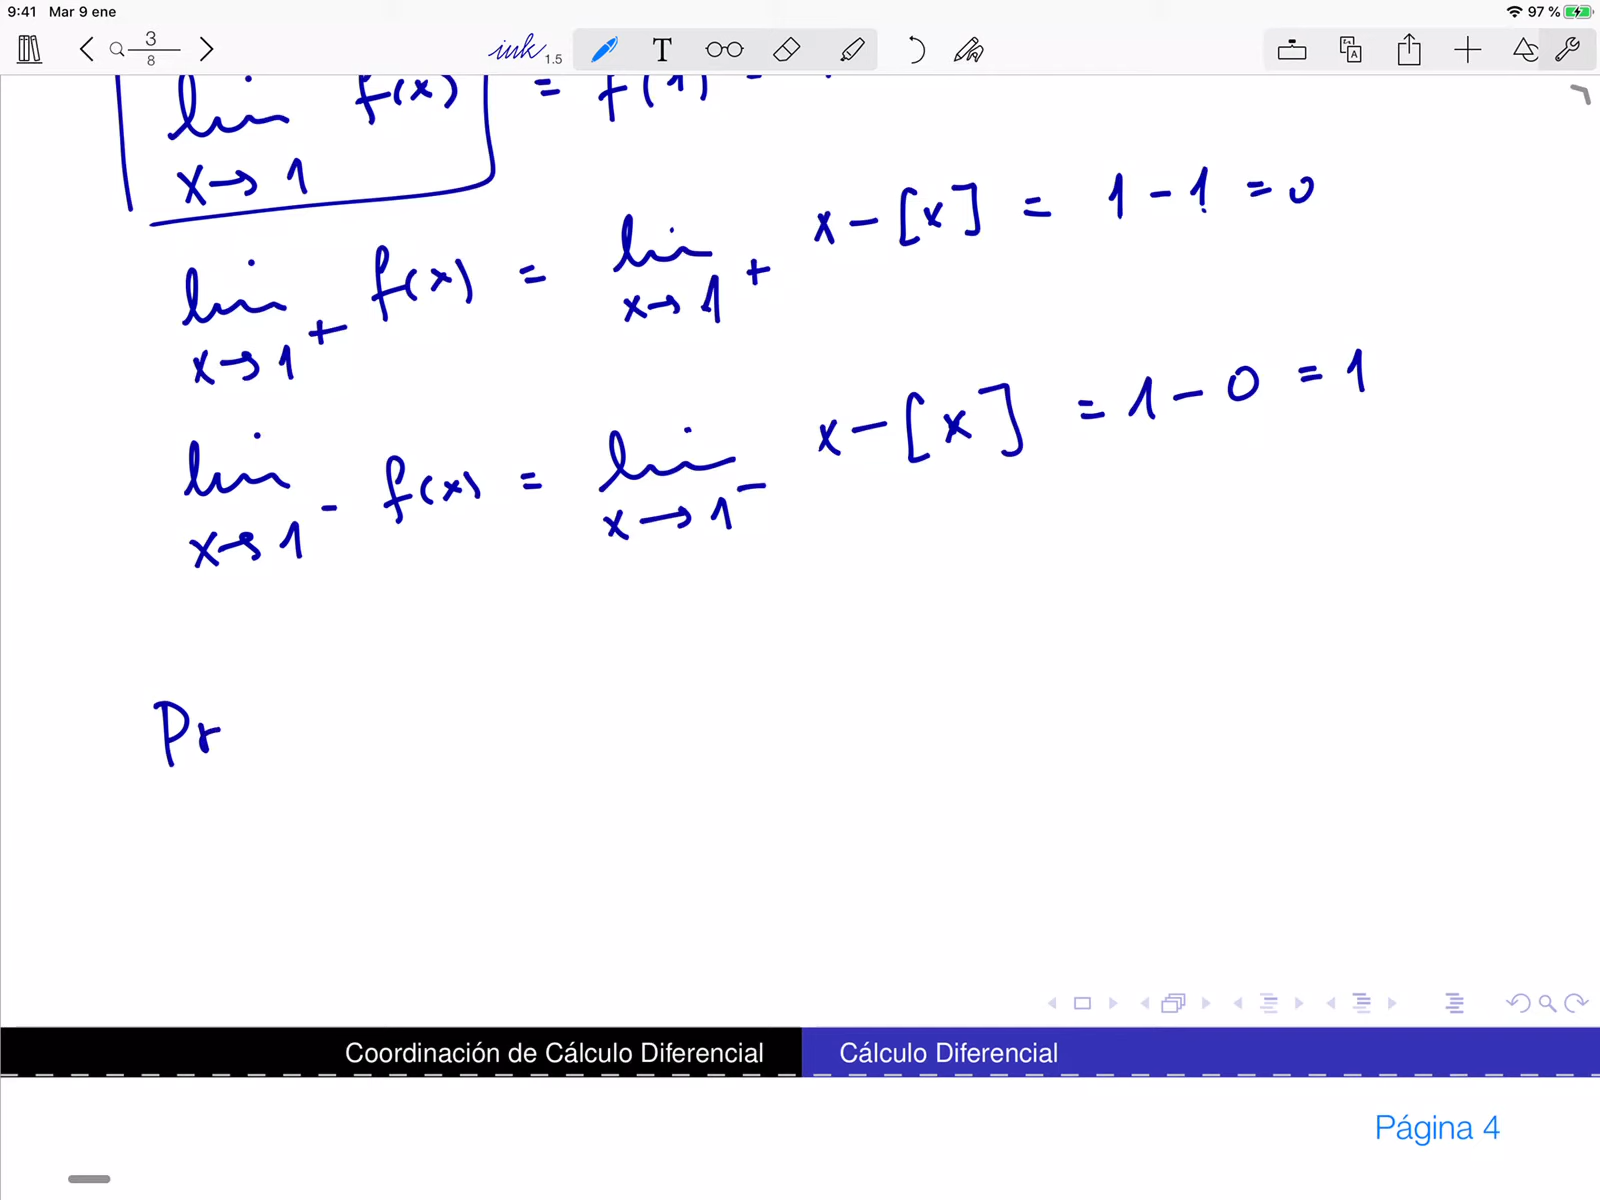 9:41 Mar 9 ene 97 %
3
8
ink 1.5
T
A
lim f(x) = f(1) =
x→1
lim f(x) = lim x-[x] = 1-1 = 0
x→1+ x→1+
lim f(x) = lim x-[x] = 1-0 = 1
x→1- x→1-
Pr
Coordinación de Cálculo Diferencial Cálculo Diferencial
Página 4